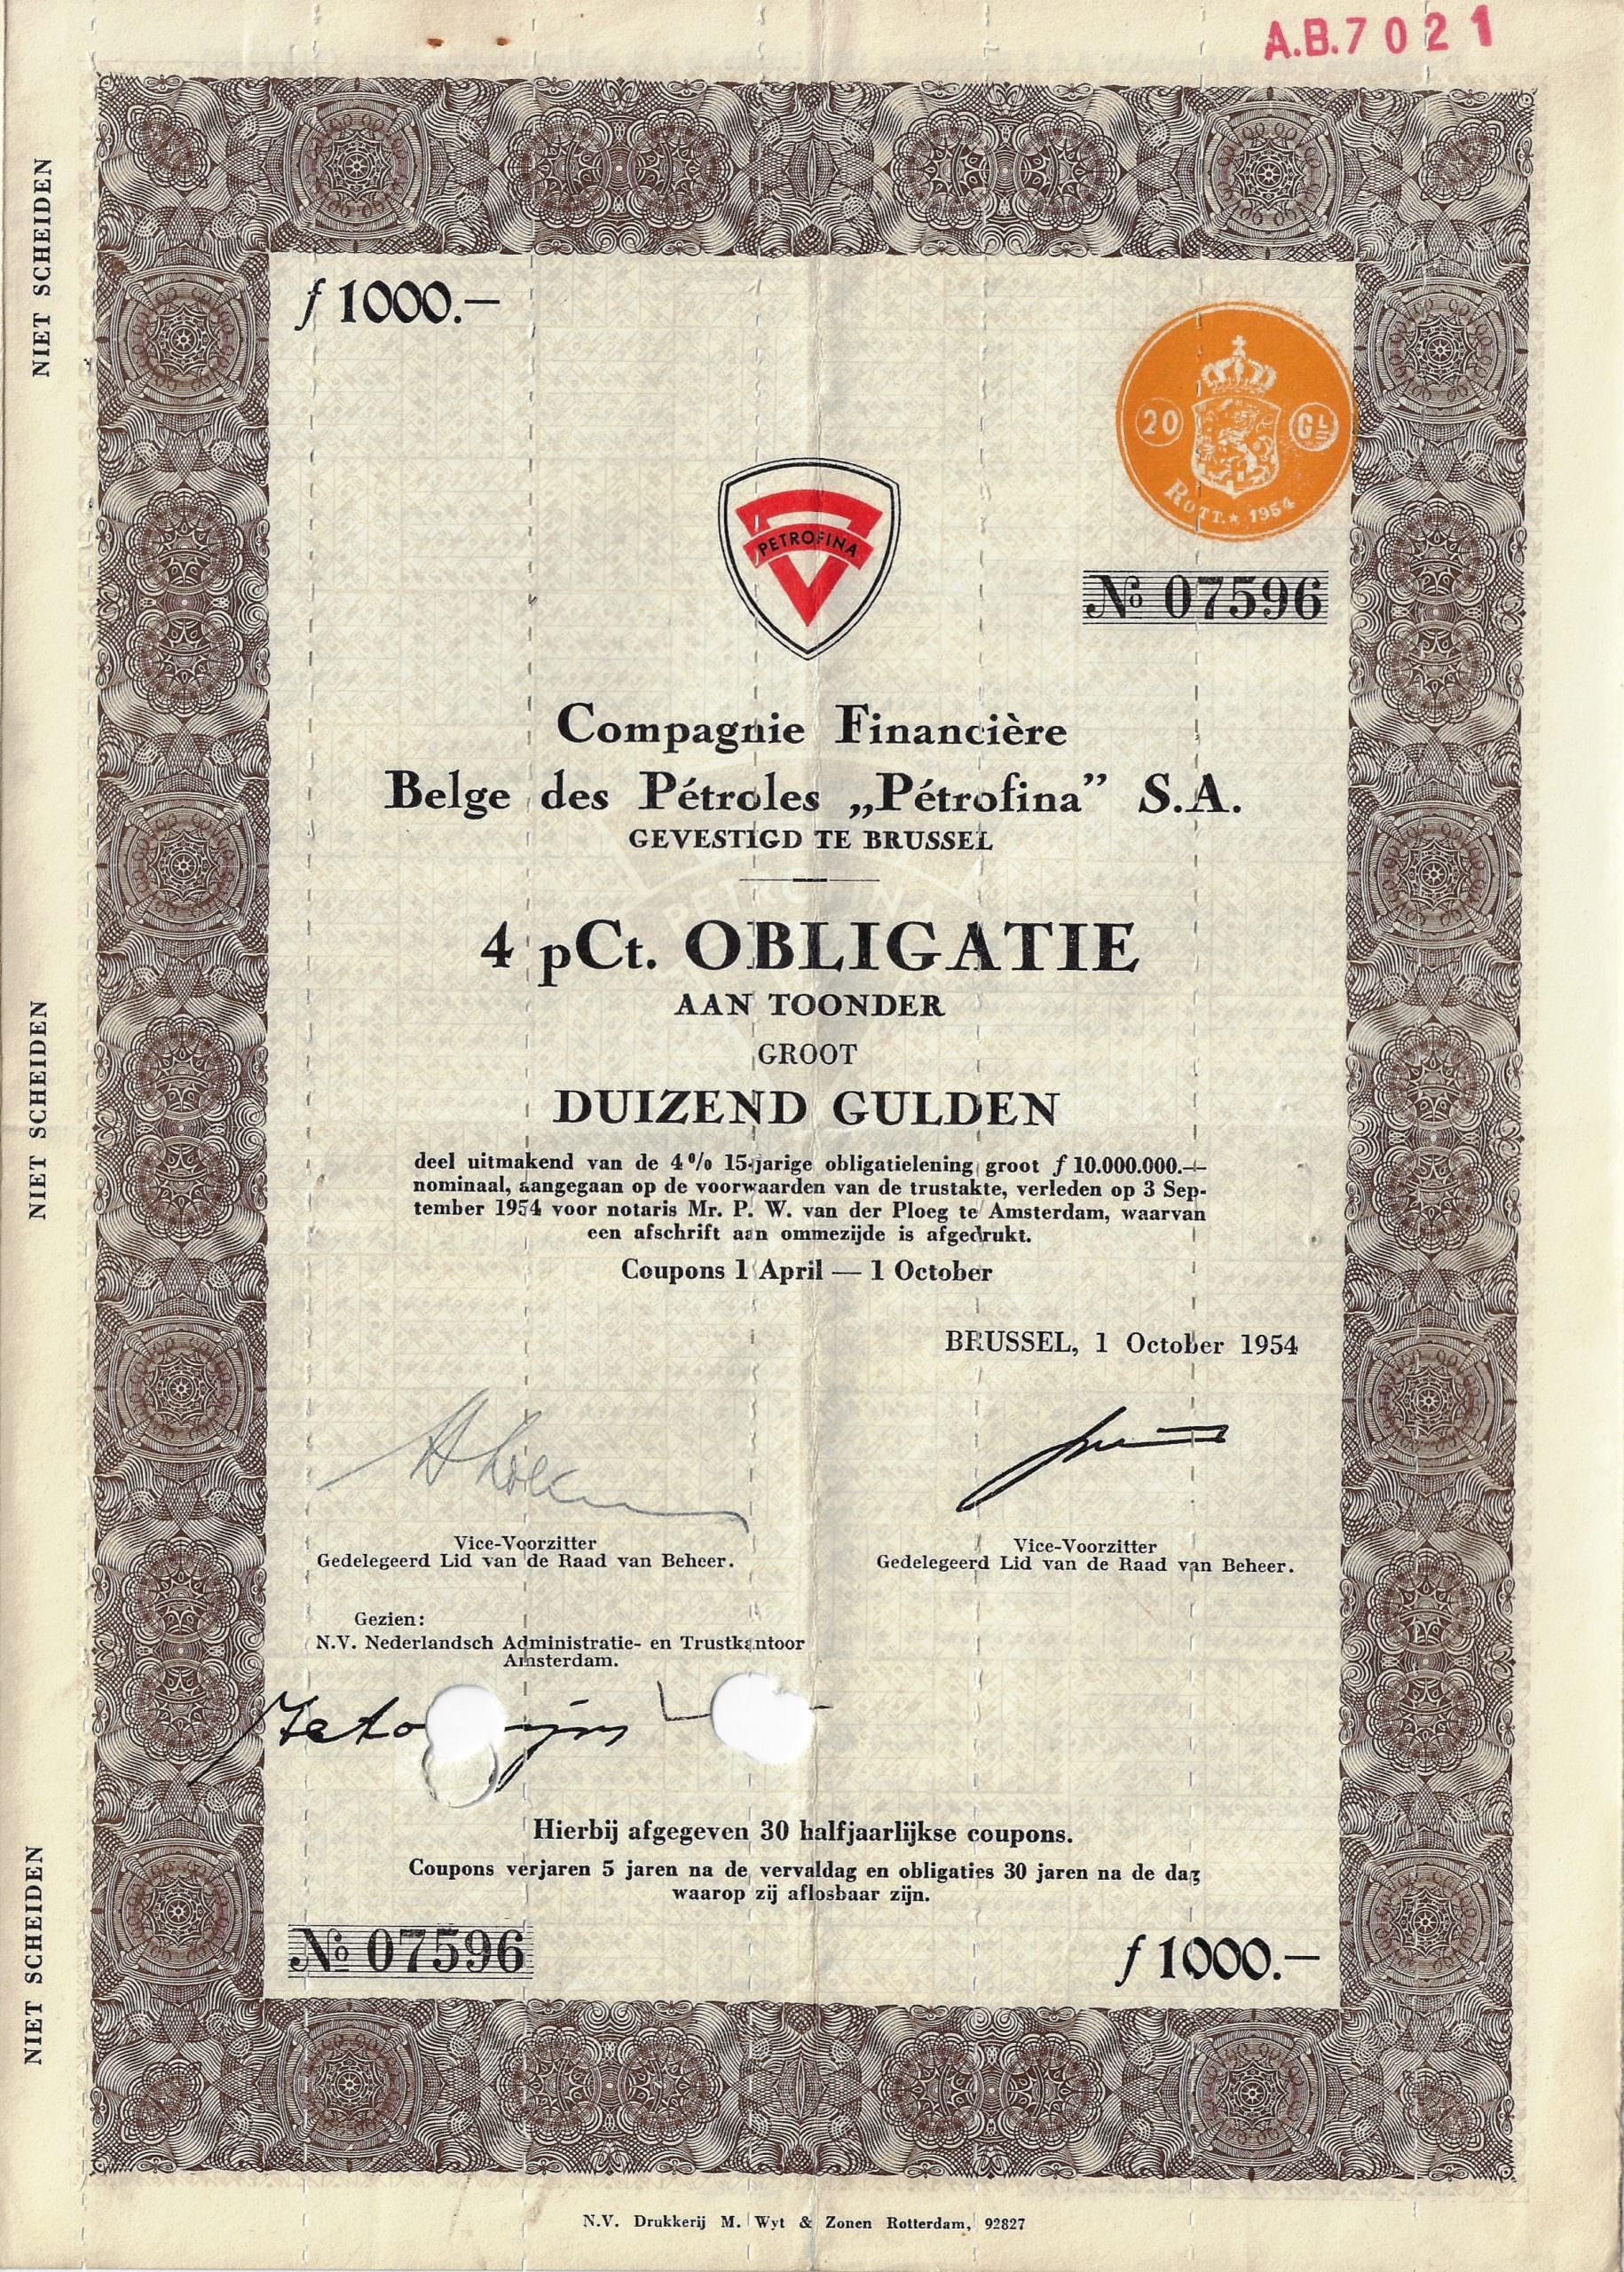 A.B.7021
NIET SCHEIDEN
f 1000.—
20
GL
ROTT.★ 1954
PETROFINA
No 07596
Compagnie Financière
Belge des Pétroles „Pétrofina” S.A.
GEVESTIGD TE BRUSSEL
4 pCt. OBLIGATIE
AAN TOONDER
GROOT
DUIZEND GULDEN
deel uitmakend van de 4% 15-jarige obligatielening groot f 10.000.000.—
nominaal, aangegaan op de voorwaarden van de trustakte, verleden op 3 Sep-
tember 1954 voor notaris Mr. P. W. van der Ploeg te Amsterdam, waarvan
een afschrift aan ommezijde is afgedrukt.
Coupons 1 April — 1 October
NIET SCHEIDEN
BRUSSEL, 1 October 1954
Vice-Voorzitter
Gedelegeerd Lid van de Raad van Beheer.
Vice-Voorzitter
Gedelegeerd Lid van de Raad van Beheer.
Gezien:
N.V. Nederlandsch Administratie- en Trustkantoor
Amsterdam.
Hierbij afgegeven 30 halfjaarlijkse coupons.
Coupons verjaren 5 jaren na de vervaldag en obligaties 30 jaren na de dag
waarop zij aflosbaar zijn.
NIET SCHEIDEN
No 07596
f 1000.—
N.V. Drukkerij M. Wyt & Zonen Rotterdam, 92827